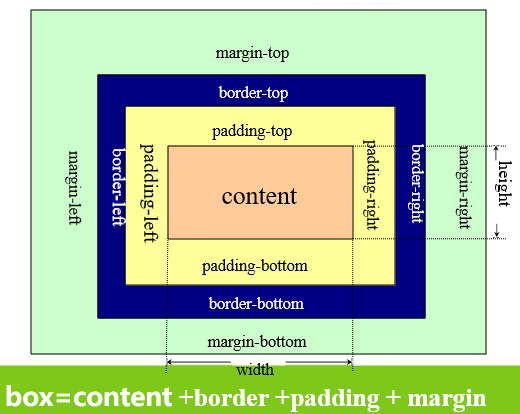 margin-top
border-top
padding-top
margin-left
border-left
padding-left
content
padding-right
border-right
margin-right
height
padding-bottom
border-bottom
margin-bottom
width
box=content +border +padding + margin